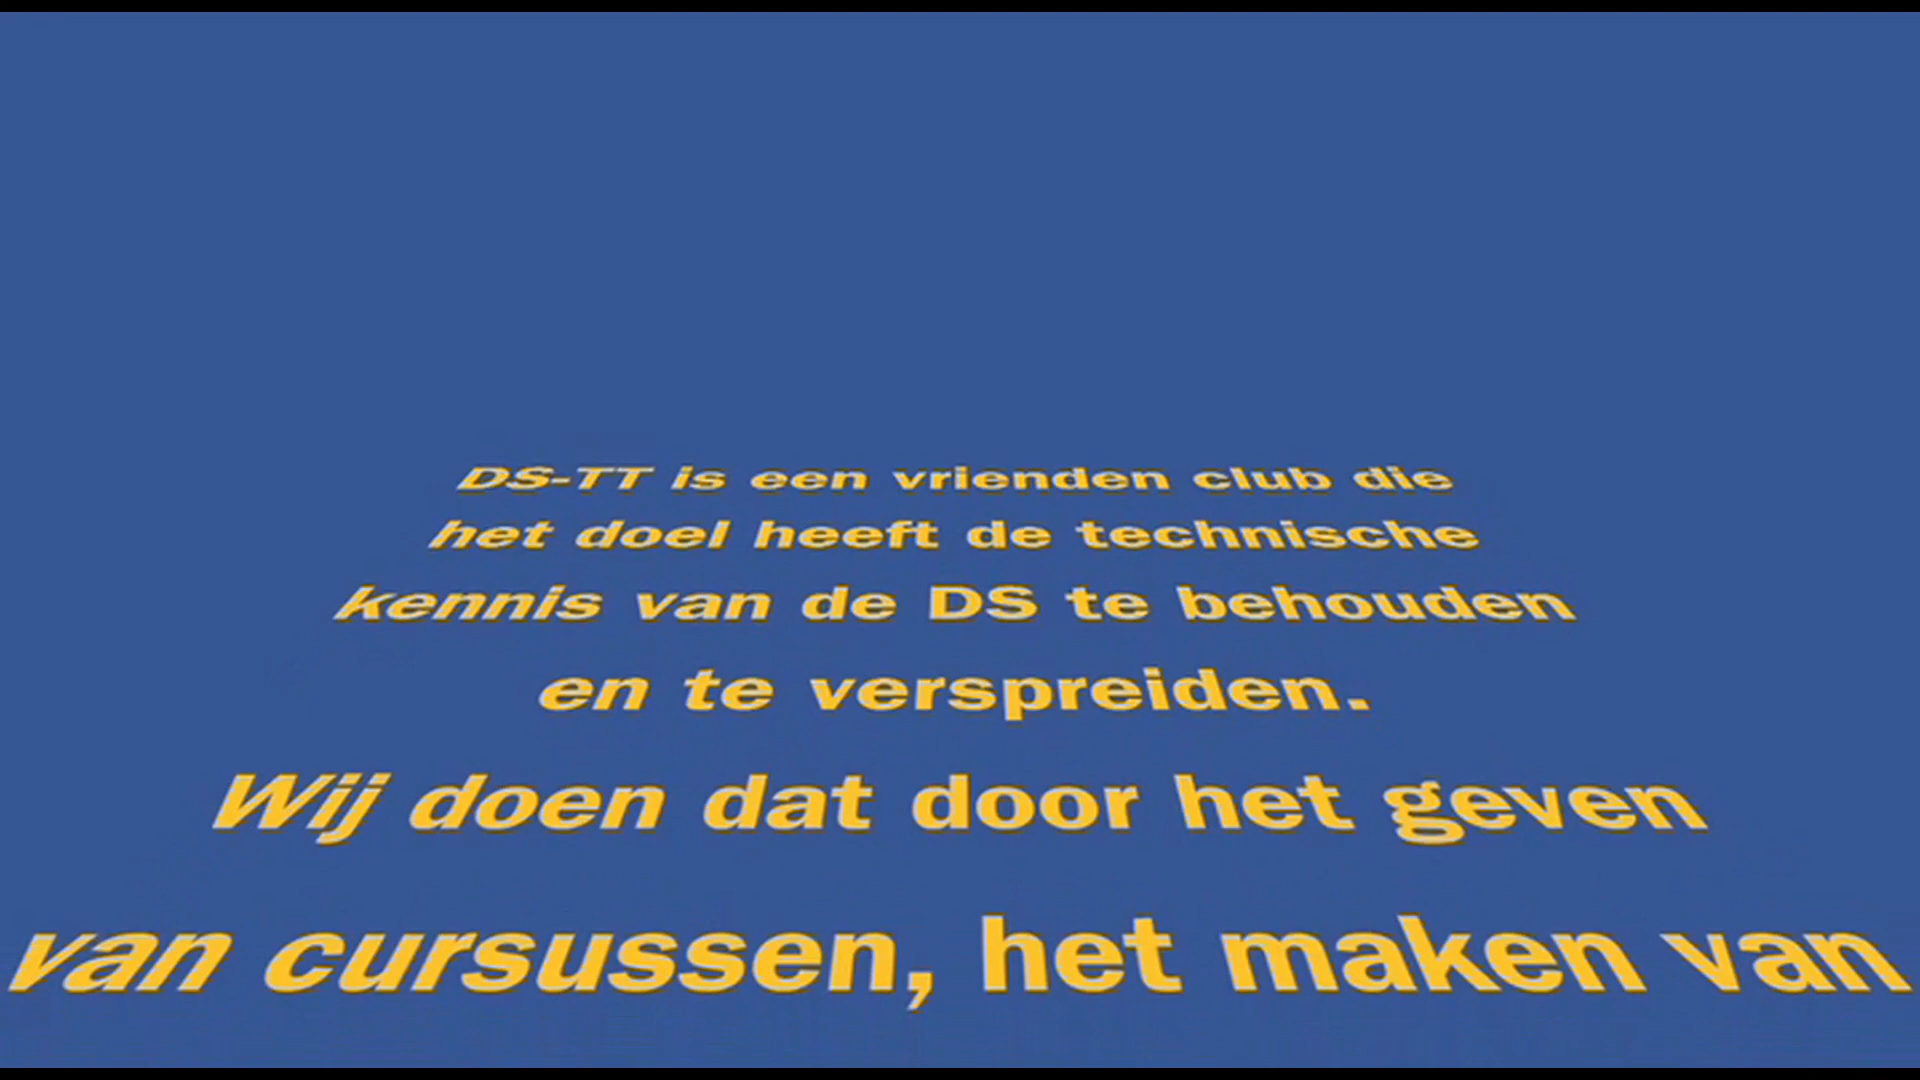 DS-TT is een vrienden club die
het doel heeft de technische
kennis van de DS te behouden
en te verspreiden.
Wij doen dat door het geven
van cursussen, het maken van